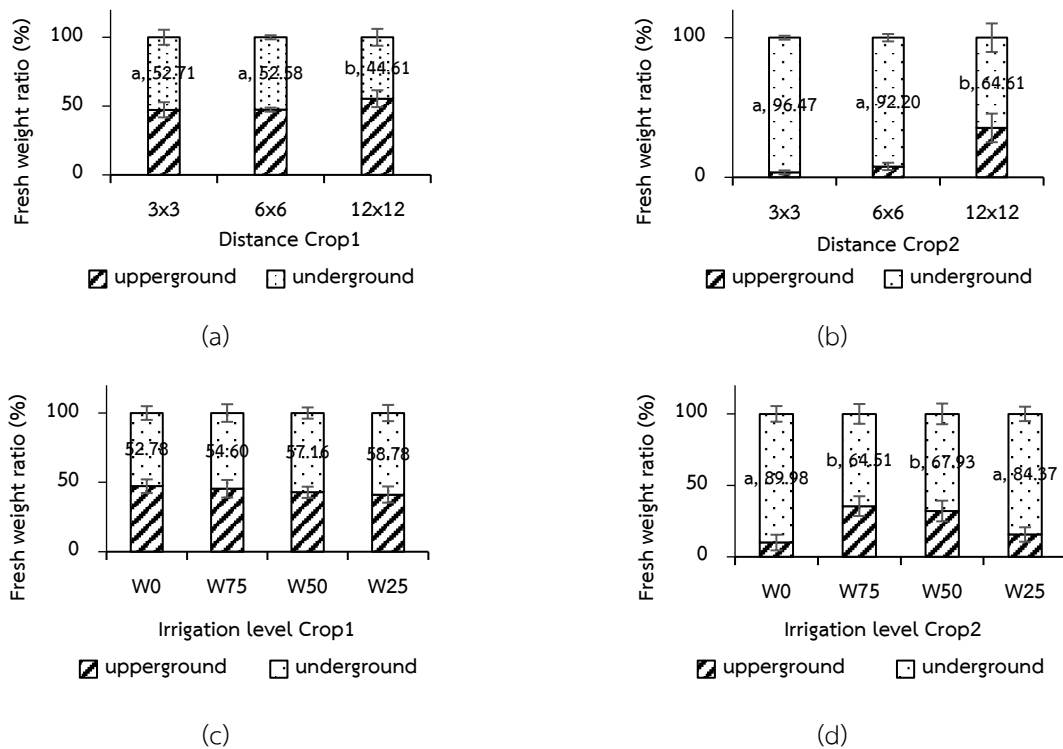 Fresh weight ratio (%)
100
50
0
a, 52.71
a, 52.58
b, 44.61
3x3
6x6
12x12
Distance Crop1
upperground
underground
(a)
Fresh weight ratio (%)
100
0
a, 96.47
a, 92.20
b, 64.61
3x3
6x6
12x12
Distance Crop2
upperground
underground
(b)
Fresh weight ratio (%)
100
50
0
52.78
54.60
57.16
58.78
W0
W75
W50
W25
Irrigation level Crop1
upperground
underground
(c)
Fresh weight ratio (%)
100
0
a, 89.98
b, 64.51
b, 67.93
a, 84.37
W0
W75
W50
W25
Irrigation level Crop2
upperground
underground
(d)